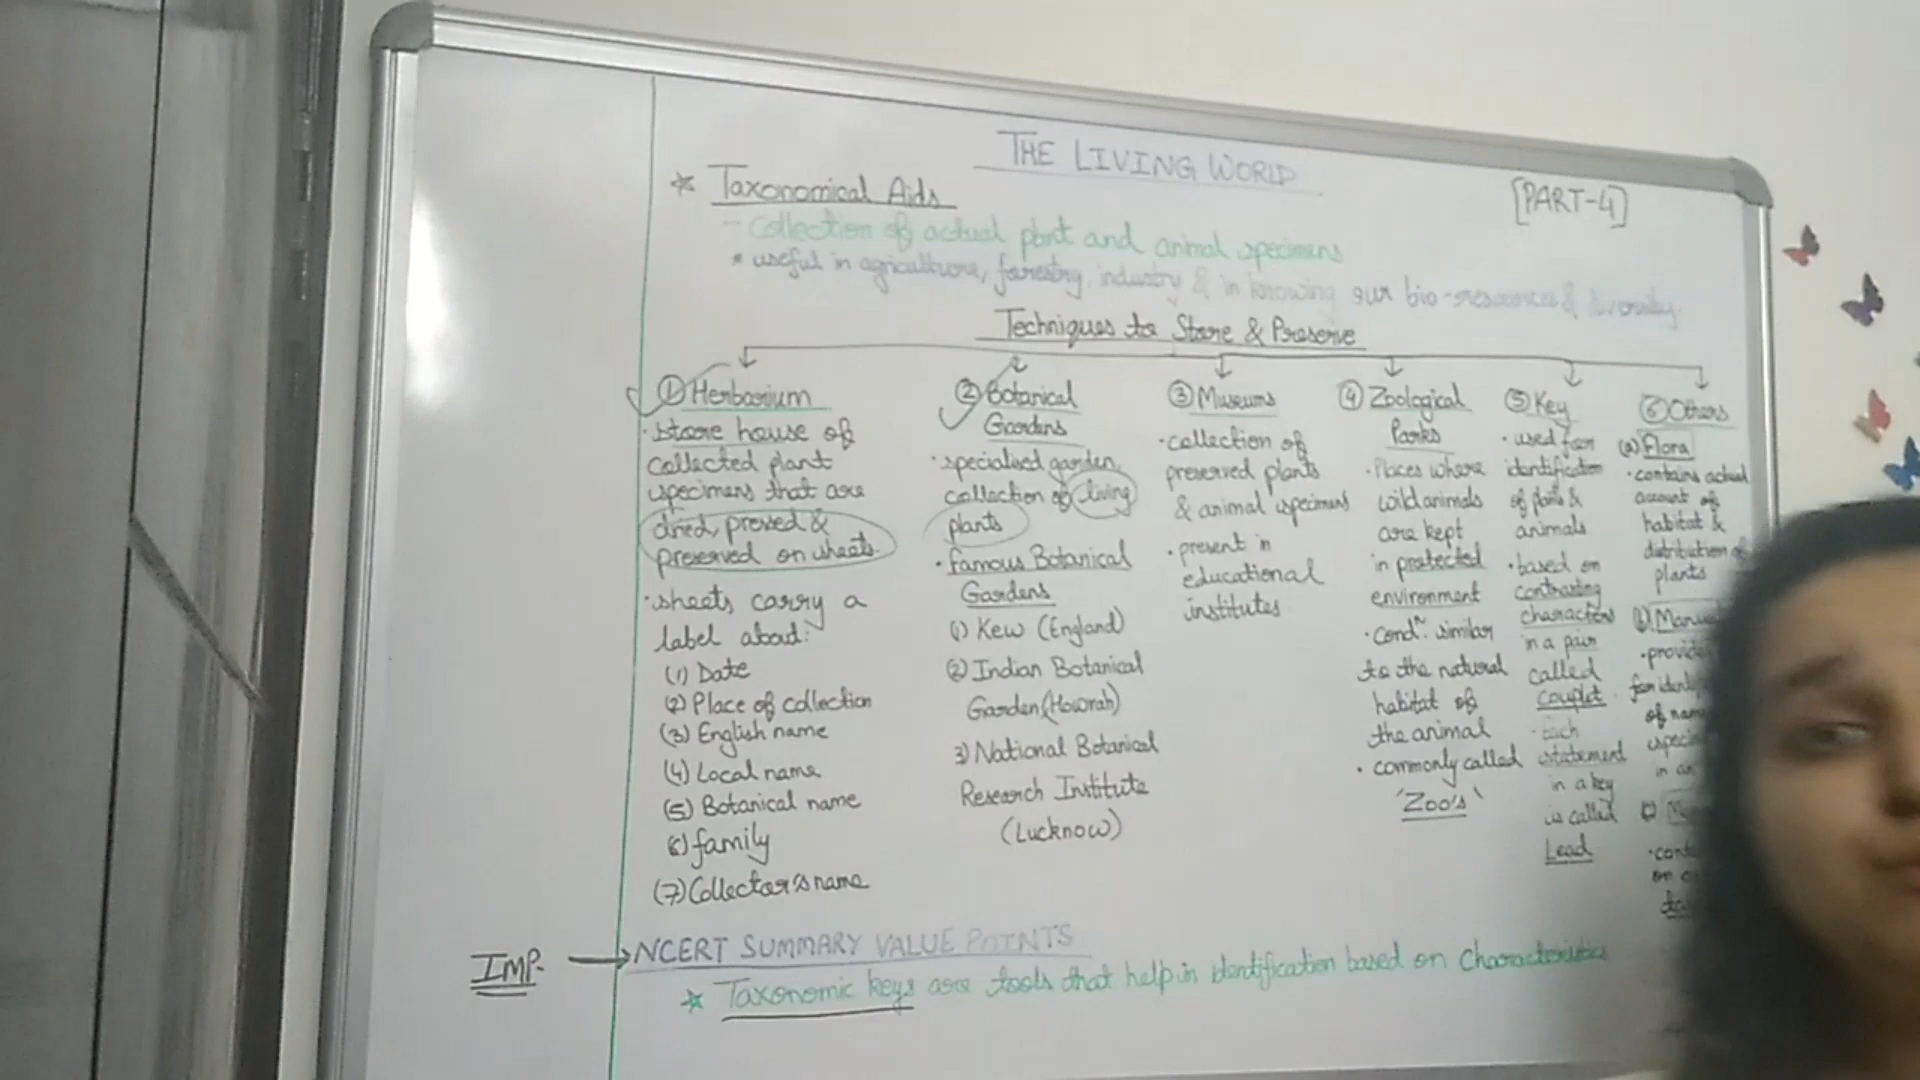 THE LIVING WORLD
[PART-4]
* Taxonomical Aids
- collection of actual plant and animal specimens
* useful in agriculture, forestry, industry & in knowing our bio-resources & diversity.
Techniques to Store & Preserve
① Herbarium
· store house of
collected plant
specimens that are
dried, pressed &
preserved on sheets.
· sheets carry a
label about:
(1) Date
(2) Place of collection
(3) English name
(4) Local name
(5) Botanical name
6) family
(7) Collector's name
② Botanical
Gardens
· specialised garden,
collection of living
plants
· famous Botanical
Gardens
(1) Kew (England)
(2) Indian Botanical
Garden (Howrah)
3) National Botanical
Research Institute
(Lucknow)
③ Museums
· collection of
preserved plants
& animal specimens
· present in
educational
institutes
④ Zoological
Parks
· Places where
wild animals
are kept
in protected
environment
· Condn. similar
to the natural
habitat of
the animal
· commonly called
'Zoo's'
⑤ Key
· used for
identification
of plants &
animals
· based on
contrasting
characters
in a pair
called
couplet
· Each
statement
in a key
is called
Lead
⑥ Others
(a) Flora
· contains actual
account of
habitat &
distribution of
plants
b)
of
in
on
IMP. → NCERT SUMMARY VALUE POINTS
* Taxonomic keys are tools that help in identification based on characteristics